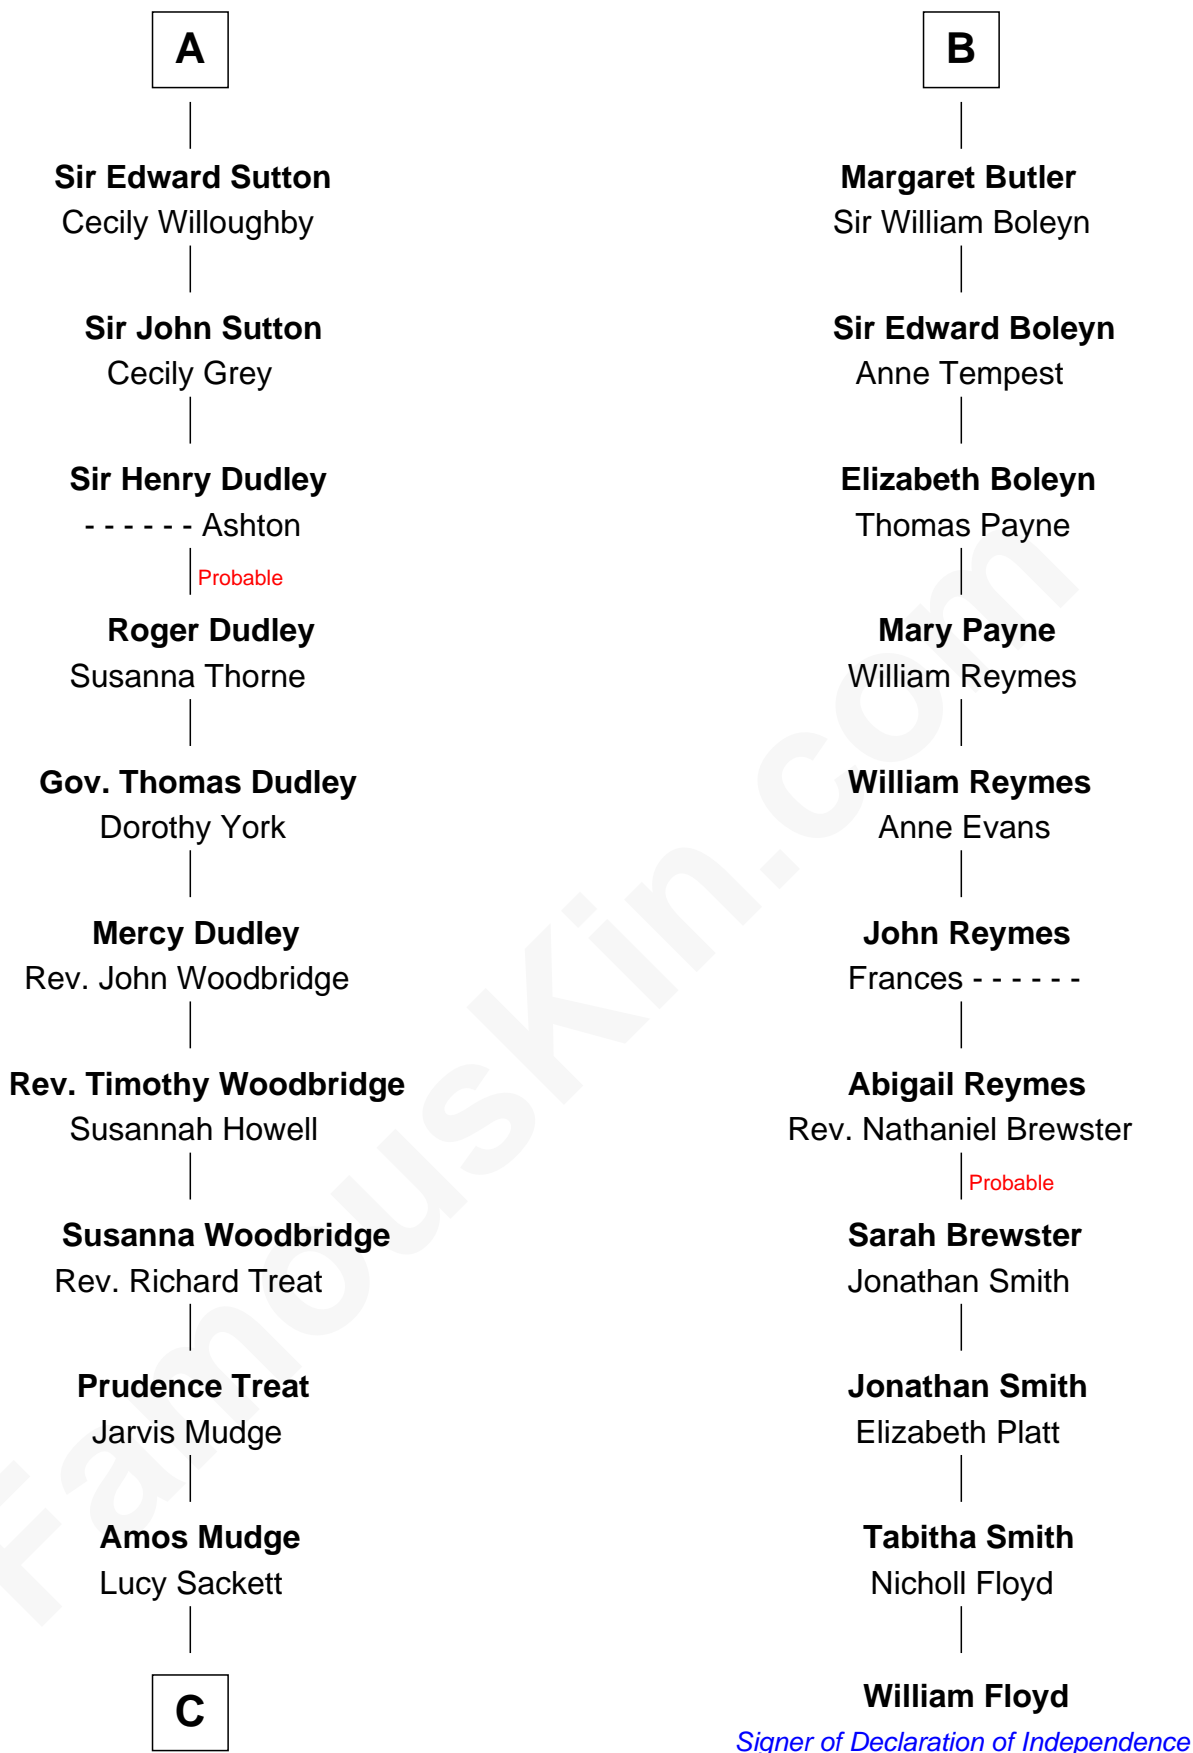 A
Sir Edward Sutton
Cecily Willoughby
Sir John Sutton
Cecily Grey
Sir Henry Dudley
- - - - - - Ashton
Probable
Roger Dudley
Susanna Thorne
Gov. Thomas Dudley
Dorothy York
Mercy Dudley
Rev. John Woodbridge
Rev. Timothy Woodbridge
Susannah Howell
Susanna Woodbridge
Rev. Richard Treat
Prudence Treat
Jarvis Mudge
Amos Mudge
Lucy Sackett
C
B
Margaret Butler
Sir William Boleyn
Sir Edward Boleyn
Anne Tempest
Elizabeth Boleyn
Thomas Payne
Mary Payne
William Reymes
William Reymes
Anne Evans
John Reymes
Frances - - - - - -
Abigail Reymes
Rev. Nathaniel Brewster
Probable
Sarah Brewster
Jonathan Smith
Jonathan Smith
Elizabeth Platt
Tabitha Smith
Nicholl Floyd
William Floyd
Signer of Declaration of Independence
FamousKin.com